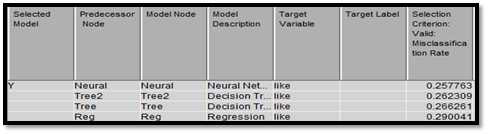 Selected Model Predecessor Node Model Node Model Description Target Variable Target Label Selection Criterion: Valid: Misclassifica tion Rate
Y Neural Neural Neural Net... like 0.257763
Tree2 Tree2 Decision Tr... like 0.262309
Tree Tree Decision Tr... like 0.266261
Reg Reg Regression like 0.290041